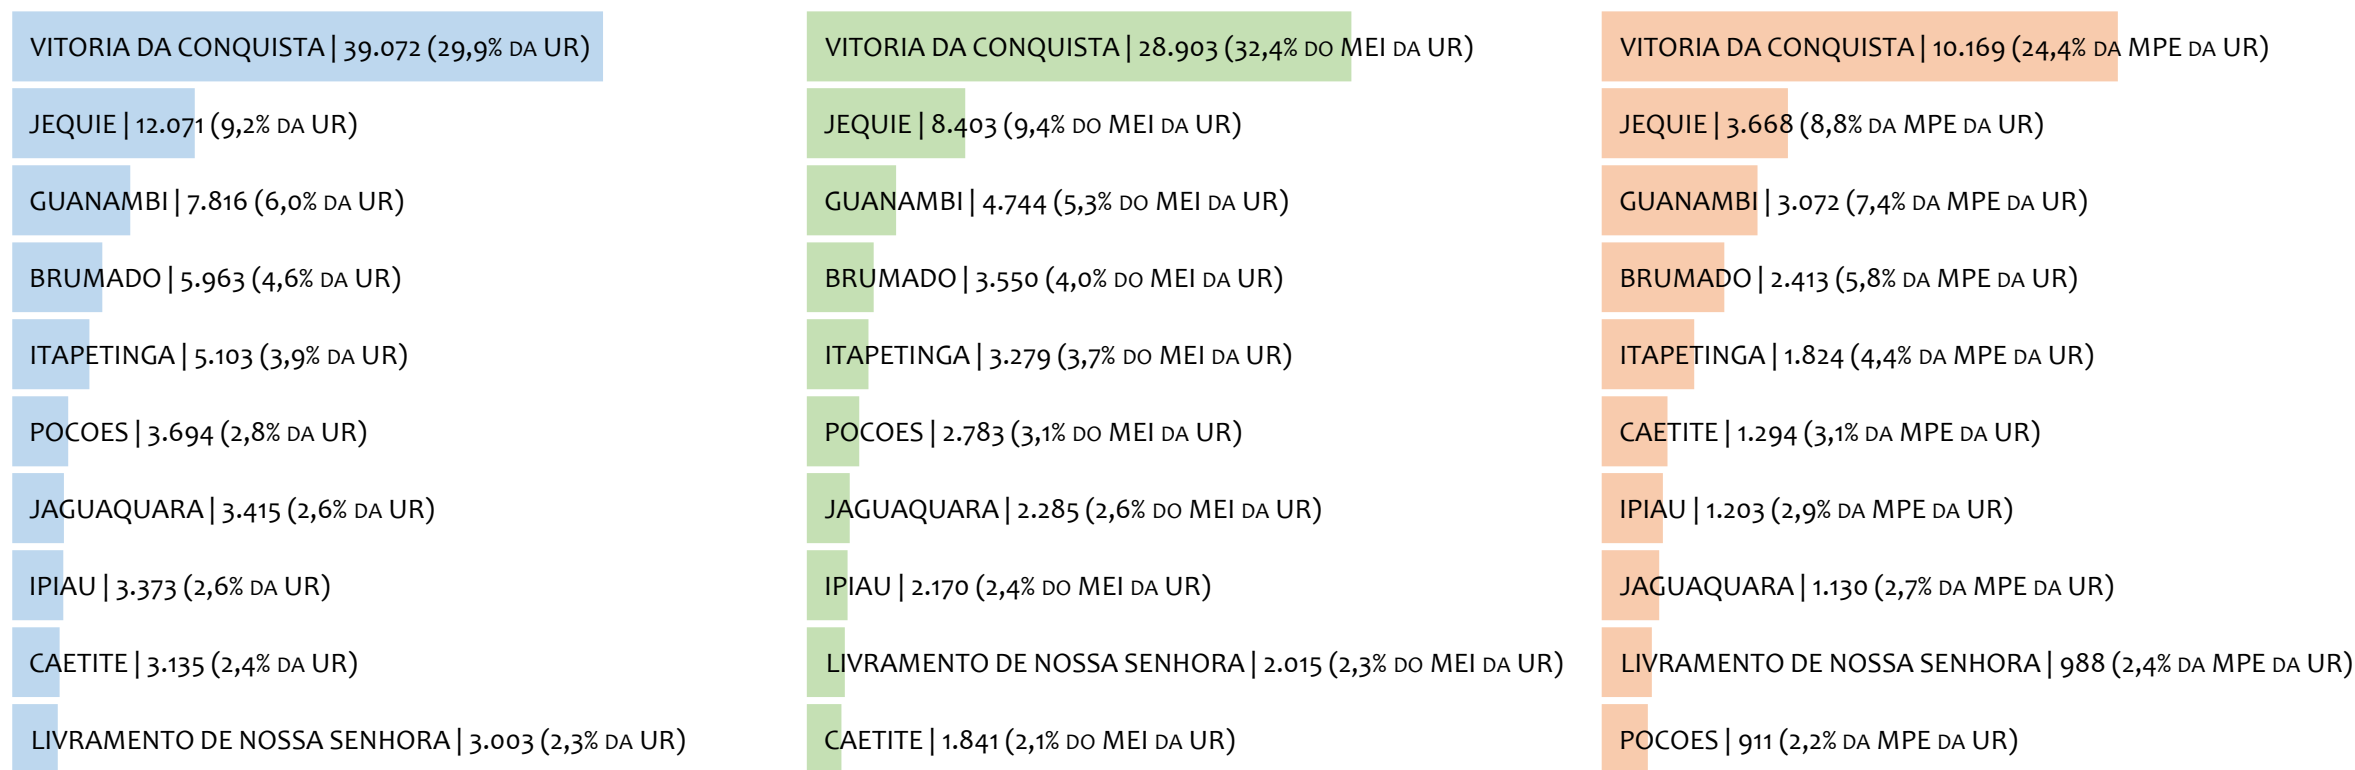 VITORIA DA CONQUISTA | 39.072 (29,9% DA UR)
JEQUIE | 12.071 (9,2% DA UR)
GUANAMBI | 7.816 (6,0% DA UR)
BRUMADO | 5.963 (4,6% DA UR)
ITAPETINGA | 5.103 (3,9% DA UR)
POCOES | 3.694 (2,8% DA UR)
JAGUAQUARA | 3.415 (2,6% DA UR)
IPIAU | 3.373 (2,6% DA UR)
CAETITE | 3.135 (2,4% DA UR)
LIVRAMENTO DE NOSSA SENHORA | 3.003 (2,3% DA UR)
VITORIA DA CONQUISTA | 28.903 (32,4% DO MEI DA UR)
JEQUIE | 8.403 (9,4% DO MEI DA UR)
GUANAMBI | 4.744 (5,3% DO MEI DA UR)
BRUMADO | 3.550 (4,0% DO MEI DA UR)
ITAPETINGA | 3.279 (3,7% DO MEI DA UR)
POCOES | 2.783 (3,1% DO MEI DA UR)
JAGUAQUARA | 2.285 (2,6% DO MEI DA UR)
IPIAU | 2.170 (2,4% DO MEI DA UR)
LIVRAMENTO DE NOSSA SENHORA | 2.015 (2,3% DO MEI DA UR)
CAETITE | 1.841 (2,1% DO MEI DA UR)
VITORIA DA CONQUISTA | 10.169 (24,4% DA MPE DA UR)
JEQUIE | 3.668 (8,8% DA MPE DA UR)
GUANAMBI | 3.072 (7,4% DA MPE DA UR)
BRUMADO | 2.413 (5,8% DA MPE DA UR)
ITAPETINGA | 1.824 (4,4% DA MPE DA UR)
CAETITE | 1.294 (3,1% DA MPE DA UR)
IPIAU | 1.203 (2,9% DA MPE DA UR)
JAGUAQUARA | 1.130 (2,7% DA MPE DA UR)
LIVRAMENTO DE NOSSA SENHORA | 988 (2,4% DA MPE DA UR)
POCOES | 911 (2,2% DA MPE DA UR)